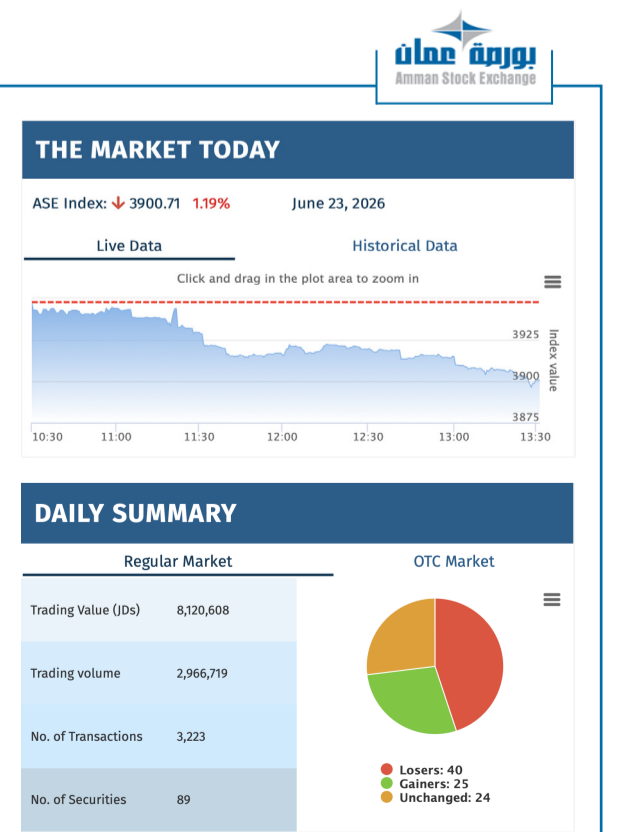 بورصة عمان
Amman Stock Exchange
THE MARKET TODAY
ASE Index: 3900.71 1.19% June 23, 2026
Live Data Historical Data
Click and drag in the plot area to zoom in
3925
3900
3875
Index value
10:30 11:00 11:30 12:00 12:30 13:00 13:30
DAILY SUMMARY
Regular Market OTC Market
Trading Value (JDs) 8,120,608
Trading volume 2,966,719
No. of Transactions 3,223
No. of Securities 89
Losers: 40
Gainers: 25
Unchanged: 24